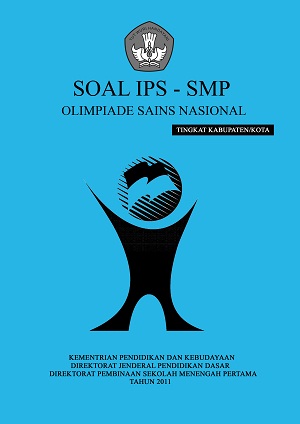 SOAL IPS - SMP
OLIMPIADE SAINS NASIONAL
TINGKAT KABUPATEN/KOTA
KEMENTRIAN PENDIDIKAN DAN KEBUDAYAAN
DIREKTORAT JENDERAL PENDIDIKAN DASAR
DIREKTORAT PEMBINAAN SEKOLAH MENENGAH PERTAMA
TAHUN 2011